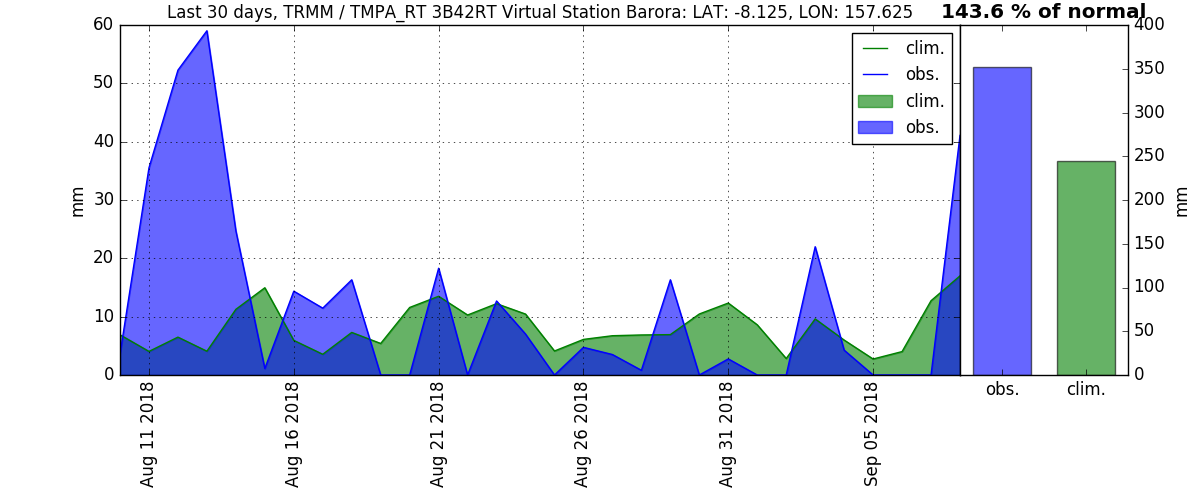 Last 30 days, TRMM / TMPA_RT 3B42RT Virtual Station Barora: LAT: -8.125, LON: 157.625
143.6 % of normal
60
50
40
30
20
10
0
mm
clim.
obs.
clim.
obs.
400
350
300
250
200
150
100
50
0
mm
Aug 11 2018
Aug 16 2018
Aug 21 2018
Aug 26 2018
Aug 31 2018
Sep 05 2018
obs.
clim.